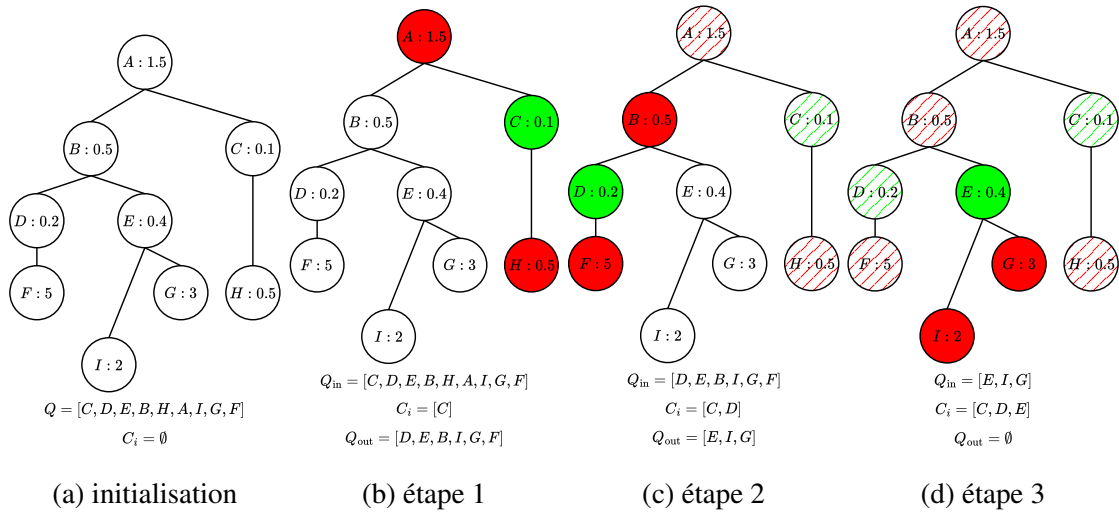 A : 1.5
B : 0.5
C : 0.1
D : 0.2
E : 0.4
F : 5
G : 3
H : 0.5
I : 2
Q = [C, D, E, B, H, A, I, G, F]
C_i = ∅
(a) initialisation
A : 1.5
B : 0.5
C : 0.1
D : 0.2
E : 0.4
F : 5
G : 3
H : 0.5
I : 2
Q_in = [C, D, E, B, H, A, I, G, F]
C_i = [C]
Q_out = [D, E, B, I, G, F]
(b) étape 1
A : 1.5
B : 0.5
C : 0.1
D : 0.2
E : 0.4
F : 5
G : 3
H : 0.5
I : 2
Q_in = [D, E, B, I, G, F]
C_i = [C, D]
Q_out = [E, I, G]
(c) étape 2
A : 1.5
B : 0.5
C : 0.1
D : 0.2
E : 0.4
F : 5
G : 3
H : 0.5
I : 2
Q_in = [E, I, G]
C_i = [C, D, E]
Q_out = ∅
(d) étape 3